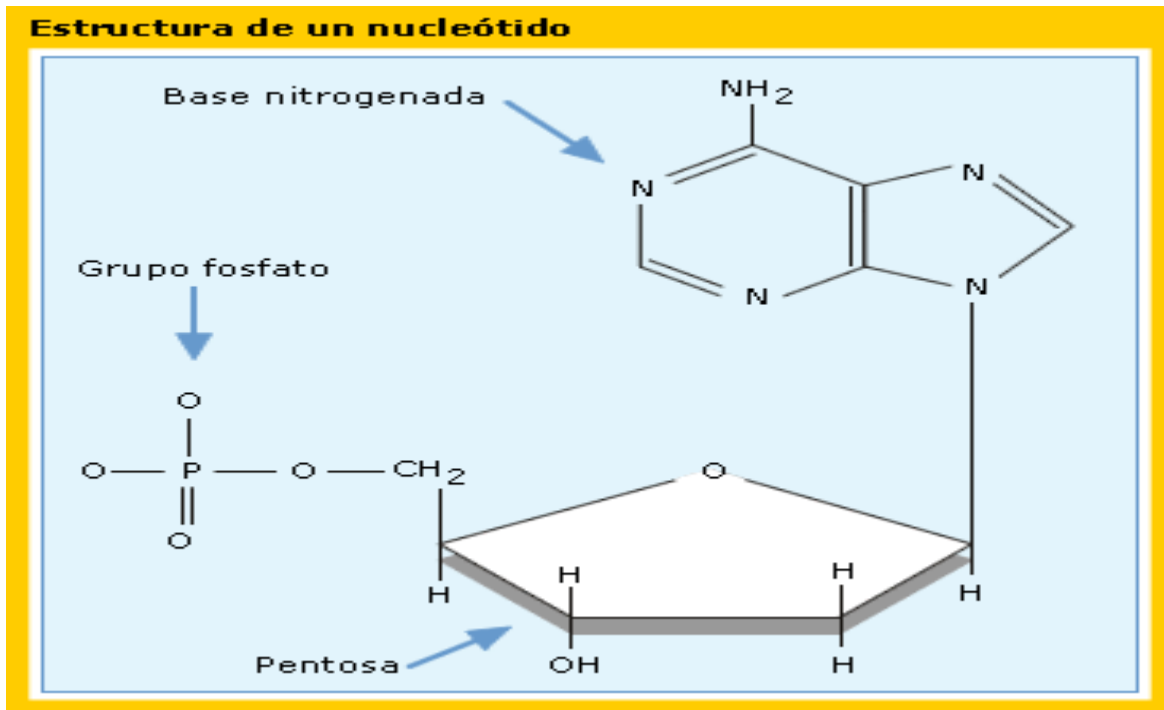 Estructura de un nucleótido
Base nitrogenada
NH2
N
N
Grupo fosfato
N
N
O
O P O CH2
O
O
H
H
H
H
Pentosa
OH
H